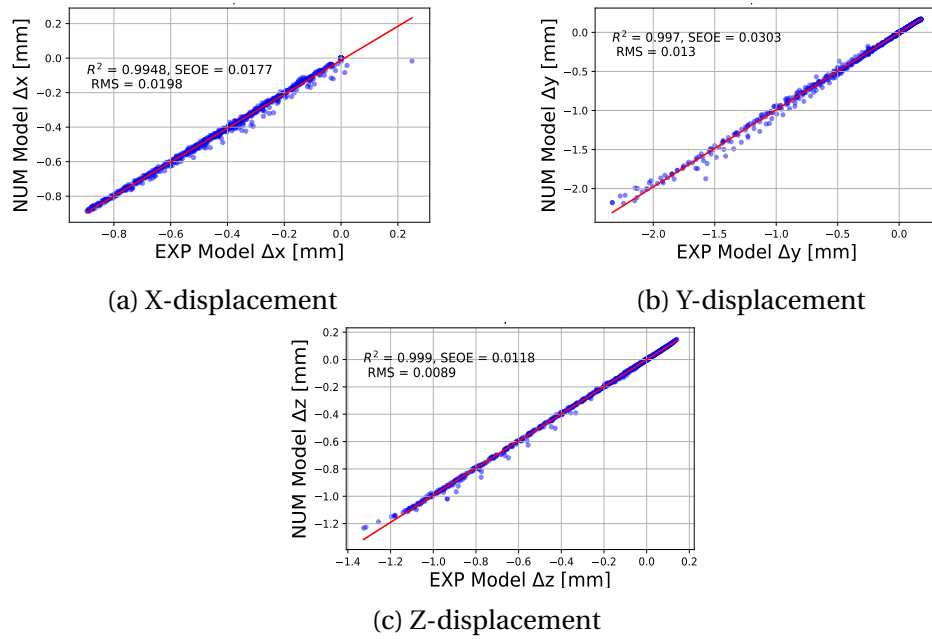 0.2
0.0
−0.2
−0.4
−0.6
−0.8
NUM Model Δx [mm]
R² = 0.9948, SEOE = 0.0177
RMS = 0.0198
−0.8 −0.6 −0.4 −0.2 0.0 0.2
EXP Model Δx [mm]
(a) X-displacement
0.0
−0.5
−1.0
−1.5
−2.0
NUM Model Δy [mm]
R² = 0.997, SEOE = 0.0303
RMS = 0.013
−2.0 −1.5 −1.0 −0.5 0.0
EXP Model Δy [mm]
(b) Y-displacement
0.2
0.0
−0.2
−0.4
−0.6
−0.8
−1.0
−1.2
NUM Model Δz [mm]
R² = 0.999, SEOE = 0.0118
RMS = 0.0089
−1.4 −1.2 −1.0 −0.8 −0.6 −0.4 −0.2 0.0
EXP Model Δz [mm]
(c) Z-displacement